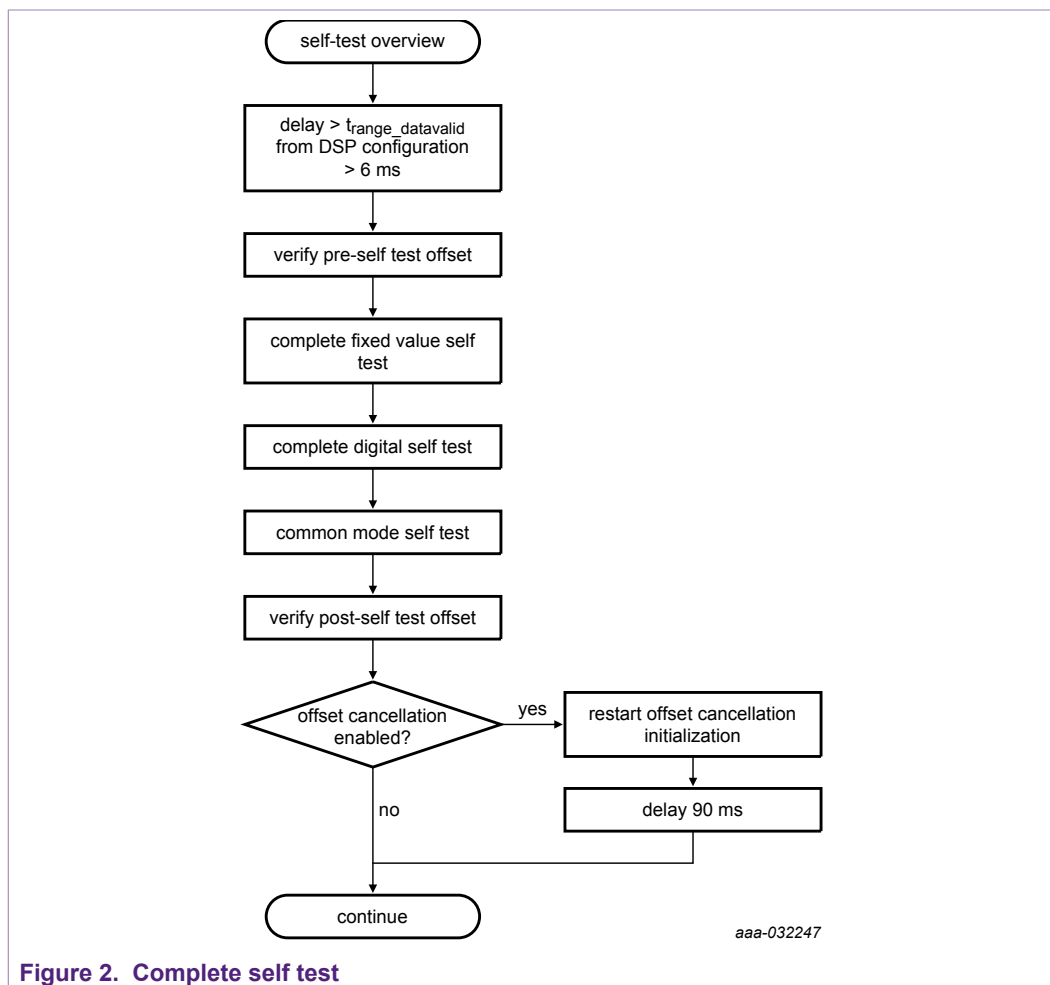 self-test overview
delay > trange_datavalid
from DSP configuration
> 6 ms
verify pre-self test offset
complete fixed value self
test
complete digital self test
common mode self test
verify post-self test offset
offset cancellation
enabled?
yes
restart offset cancellation
initialization
no
delay 90 ms
continue
aaa-032247
Figure 2. Complete self test